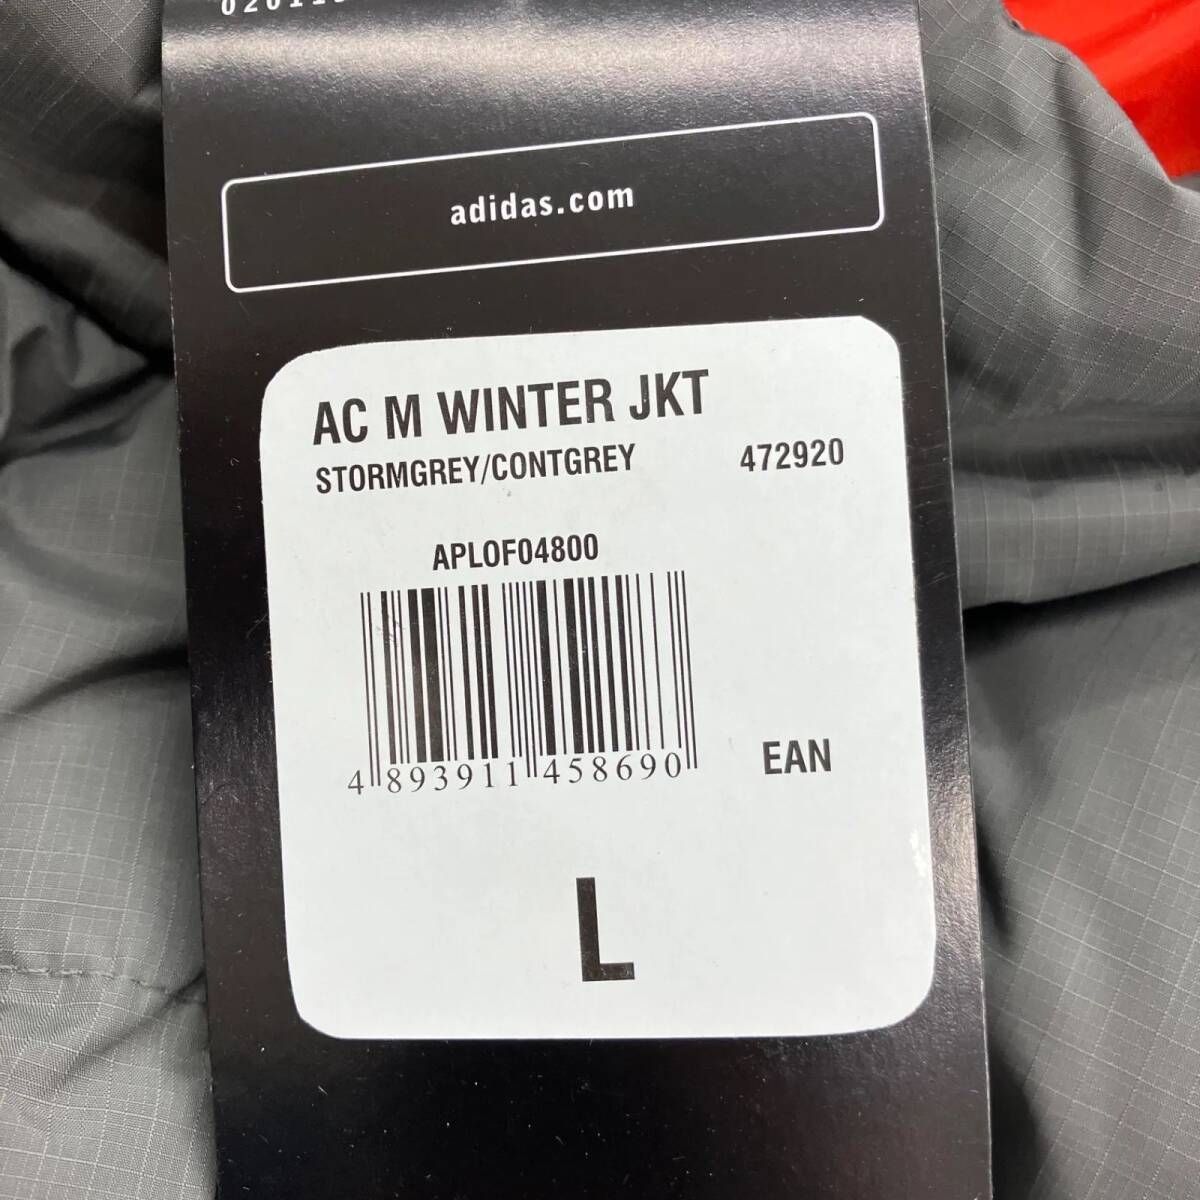 adidas.com
AC M WINTER JKT
STORMGREY/CONTGREY 472920
APLOF04800
4 893911 458690
EAN
L